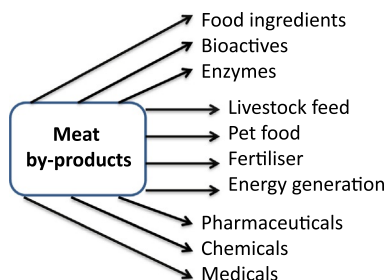 Food ingredients
Bioactives
Enzymes
Livestock feed
Meat
by-products
Pet food
Fertiliser
Energy generation
Pharmaceuticals
Chemicals
Medicals